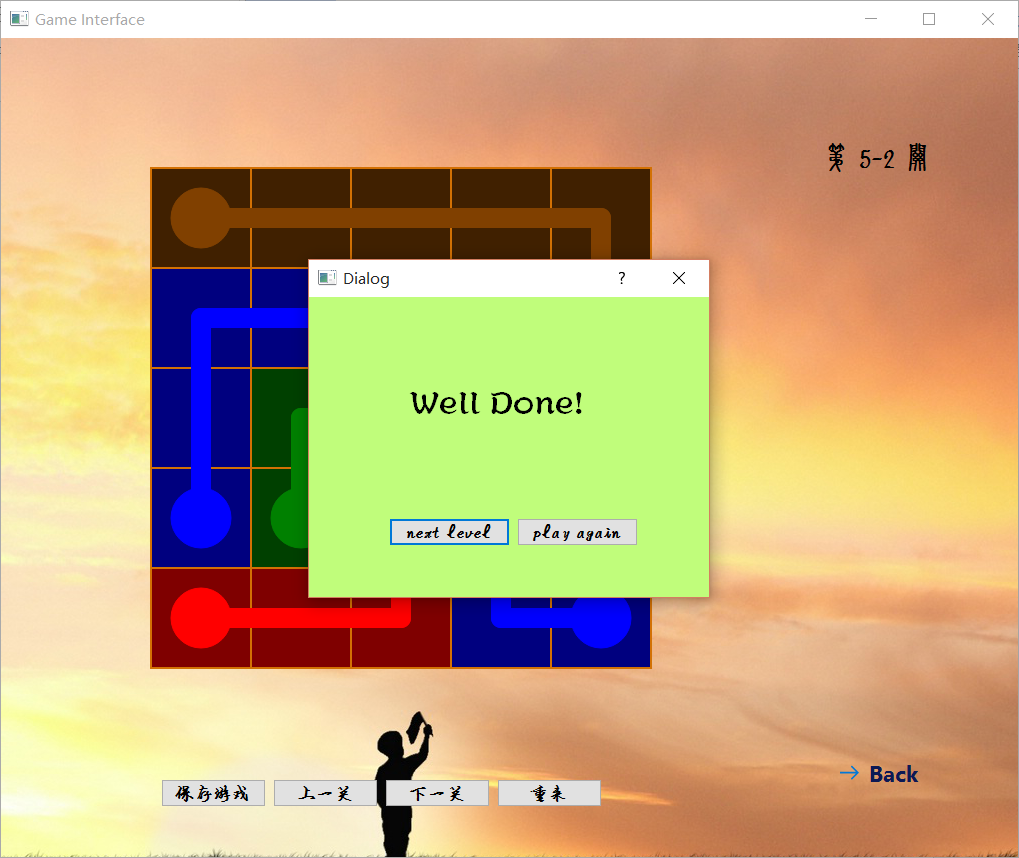 Game Interface
第 5-2 關
Dialog
?
Well Done!
next level
play again
Back
保存游戏
上一关
下一关
重来